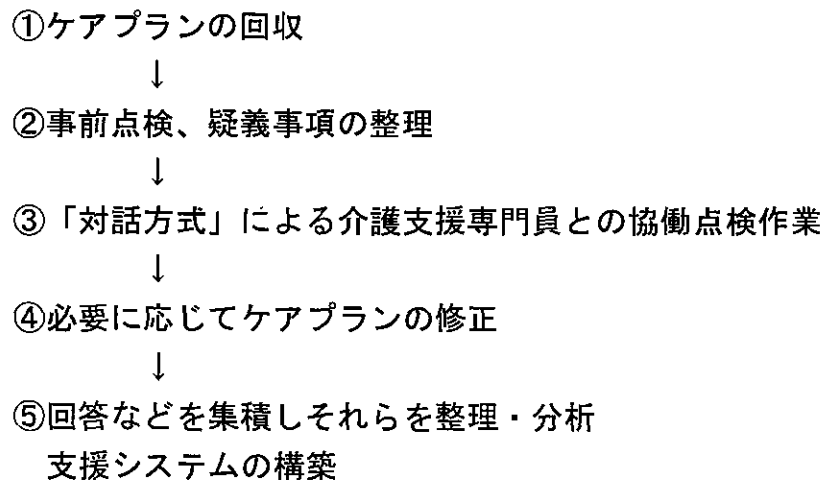 ①ケアプランの回収
↓
②事前点検、疑義事項の整理
↓
③「対話方式」による介護支援専門員との協働点検作業
↓
④必要に応じてケアプランの修正
↓
⑤回答などを集積しそれらを整理・分析
支援システムの構築